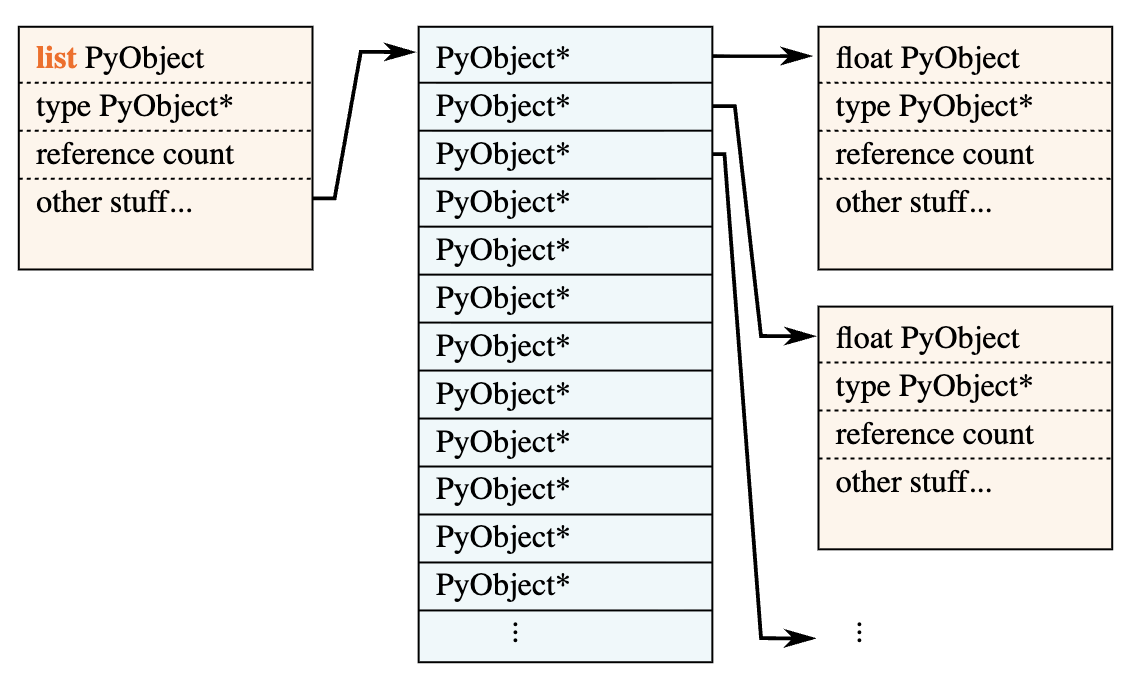 list PyObject
type PyObject*
reference count
other stuff...
PyObject*
PyObject*
PyObject*
PyObject*
PyObject*
PyObject*
PyObject*
PyObject*
PyObject*
PyObject*
PyObject*
PyObject*
⋮
float PyObject
type PyObject*
reference count
other stuff...
float PyObject
type PyObject*
reference count
other stuff...
⋮